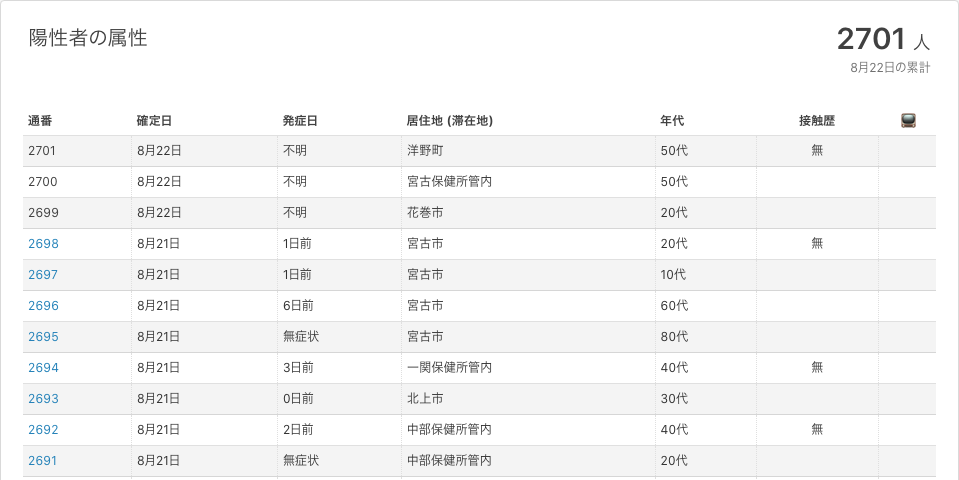 陽性者の属性
2701 人
8月22日の累計
通番 確定日 発症日 居住地 (滞在地) 年代 接触歴
2701 8月22日 不明 洋野町 50代 無
2700 8月22日 不明 宮古保健所管内 50代
2699 8月22日 不明 花巻市 20代
2698 8月21日 1日前 宮古市 20代 無
2697 8月21日 1日前 宮古市 10代
2696 8月21日 6日前 宮古市 60代
2695 8月21日 無症状 宮古市 80代
2694 8月21日 3日前 一関保健所管内 40代 無
2693 8月21日 0日前 北上市 30代
2692 8月21日 2日前 中部保健所管内 40代 無
2691 8月21日 無症状 中部保健所管内 20代